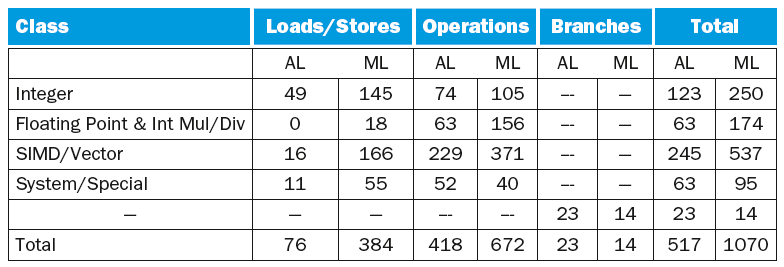 Class Loads/Stores Operations Branches Total
AL ML AL ML AL ML AL ML
Integer 49 145 74 105 –- — 123 250
Floating Point & Int Mul/Div 0 18 63 156 –- — 63 174
SIMD/Vector 16 166 229 371 –- — 245 537
System/Special 11 55 52 40 –- — 63 95
— — — –- –- 23 14 23 14
Total 76 384 418 672 23 14 517 1070